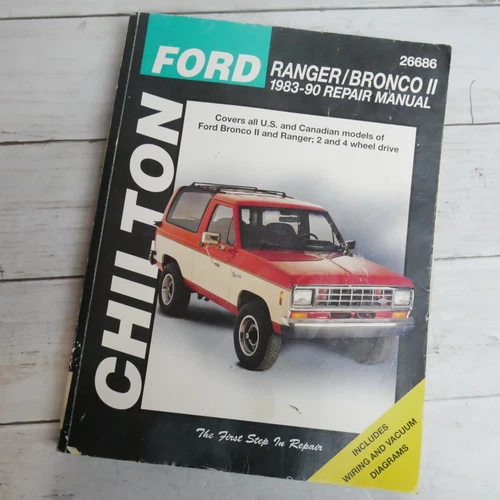 FORD
26686
RANGER/BRONCO II
1983-90 REPAIR MANUAL
Covers all U.S. and Canadian models of
Ford Bronco II and Ranger; 2 and 4 wheel drive
CHILTON
The First Step In Repair
INCLUDES
WIRING AND VACUUM
DIAGRAMS